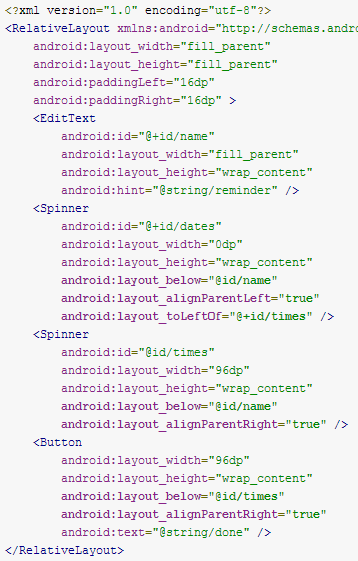 <?xml version="1.0" encoding="utf-8"?>
<RelativeLayout xmlns:android="http://schemas.andro
    android:layout_width="fill_parent"
    android:layout_height="fill_parent"
    android:paddingLeft="16dp"
    android:paddingRight="16dp" >
    <EditText
        android:id="@+id/name"
        android:layout_width="fill_parent"
        android:layout_height="wrap_content"
        android:hint="@string/reminder" />
    <Spinner
        android:id="@+id/dates"
        android:layout_width="0dp"
        android:layout_height="wrap_content"
        android:layout_below="@id/name"
        android:layout_alignParentLeft="true"
        android:layout_toLeftOf="@+id/times" />
    <Spinner
        android:id="@id/times"
        android:layout_width="96dp"
        android:layout_height="wrap_content"
        android:layout_below="@id/name"
        android:layout_alignParentRight="true" />
    <Button
        android:layout_width="96dp"
        android:layout_height="wrap_content"
        android:layout_below="@id/times"
        android:layout_alignParentRight="true"
        android:text="@string/done" />
</RelativeLayout>